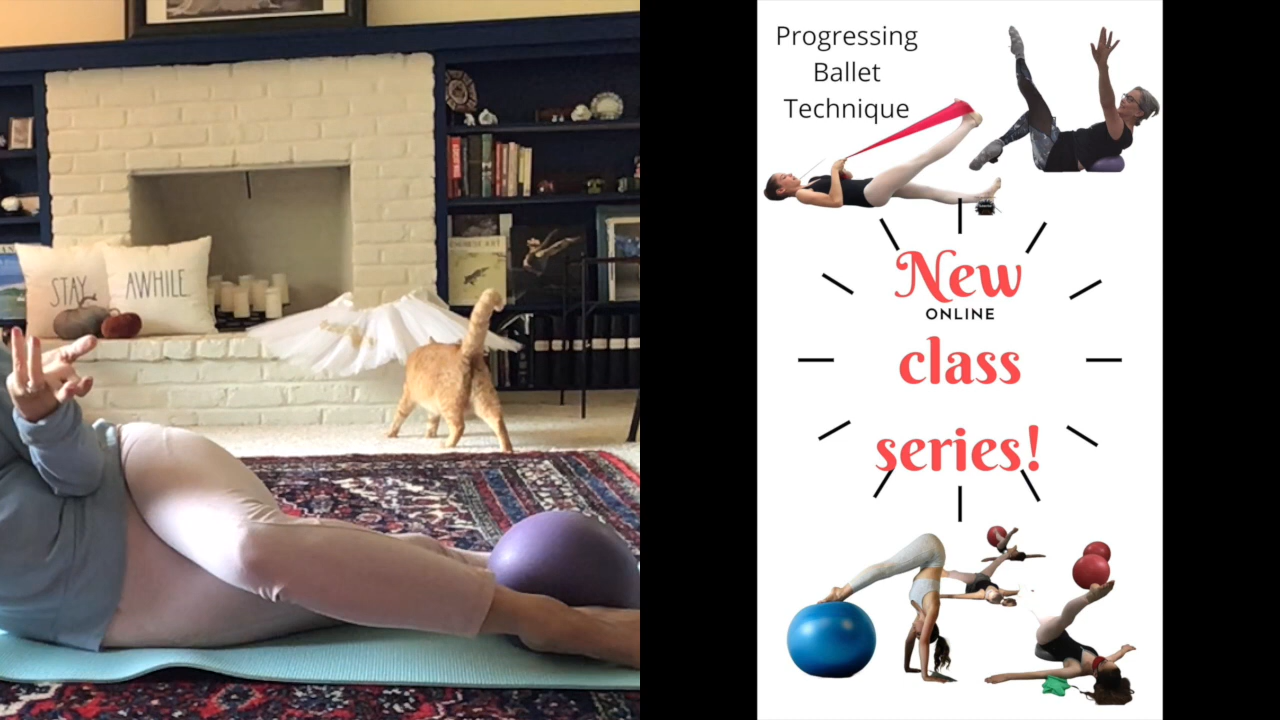 STAY
AWHILE
Progressing
Ballet
Technique
New
ONLINE
class
series!